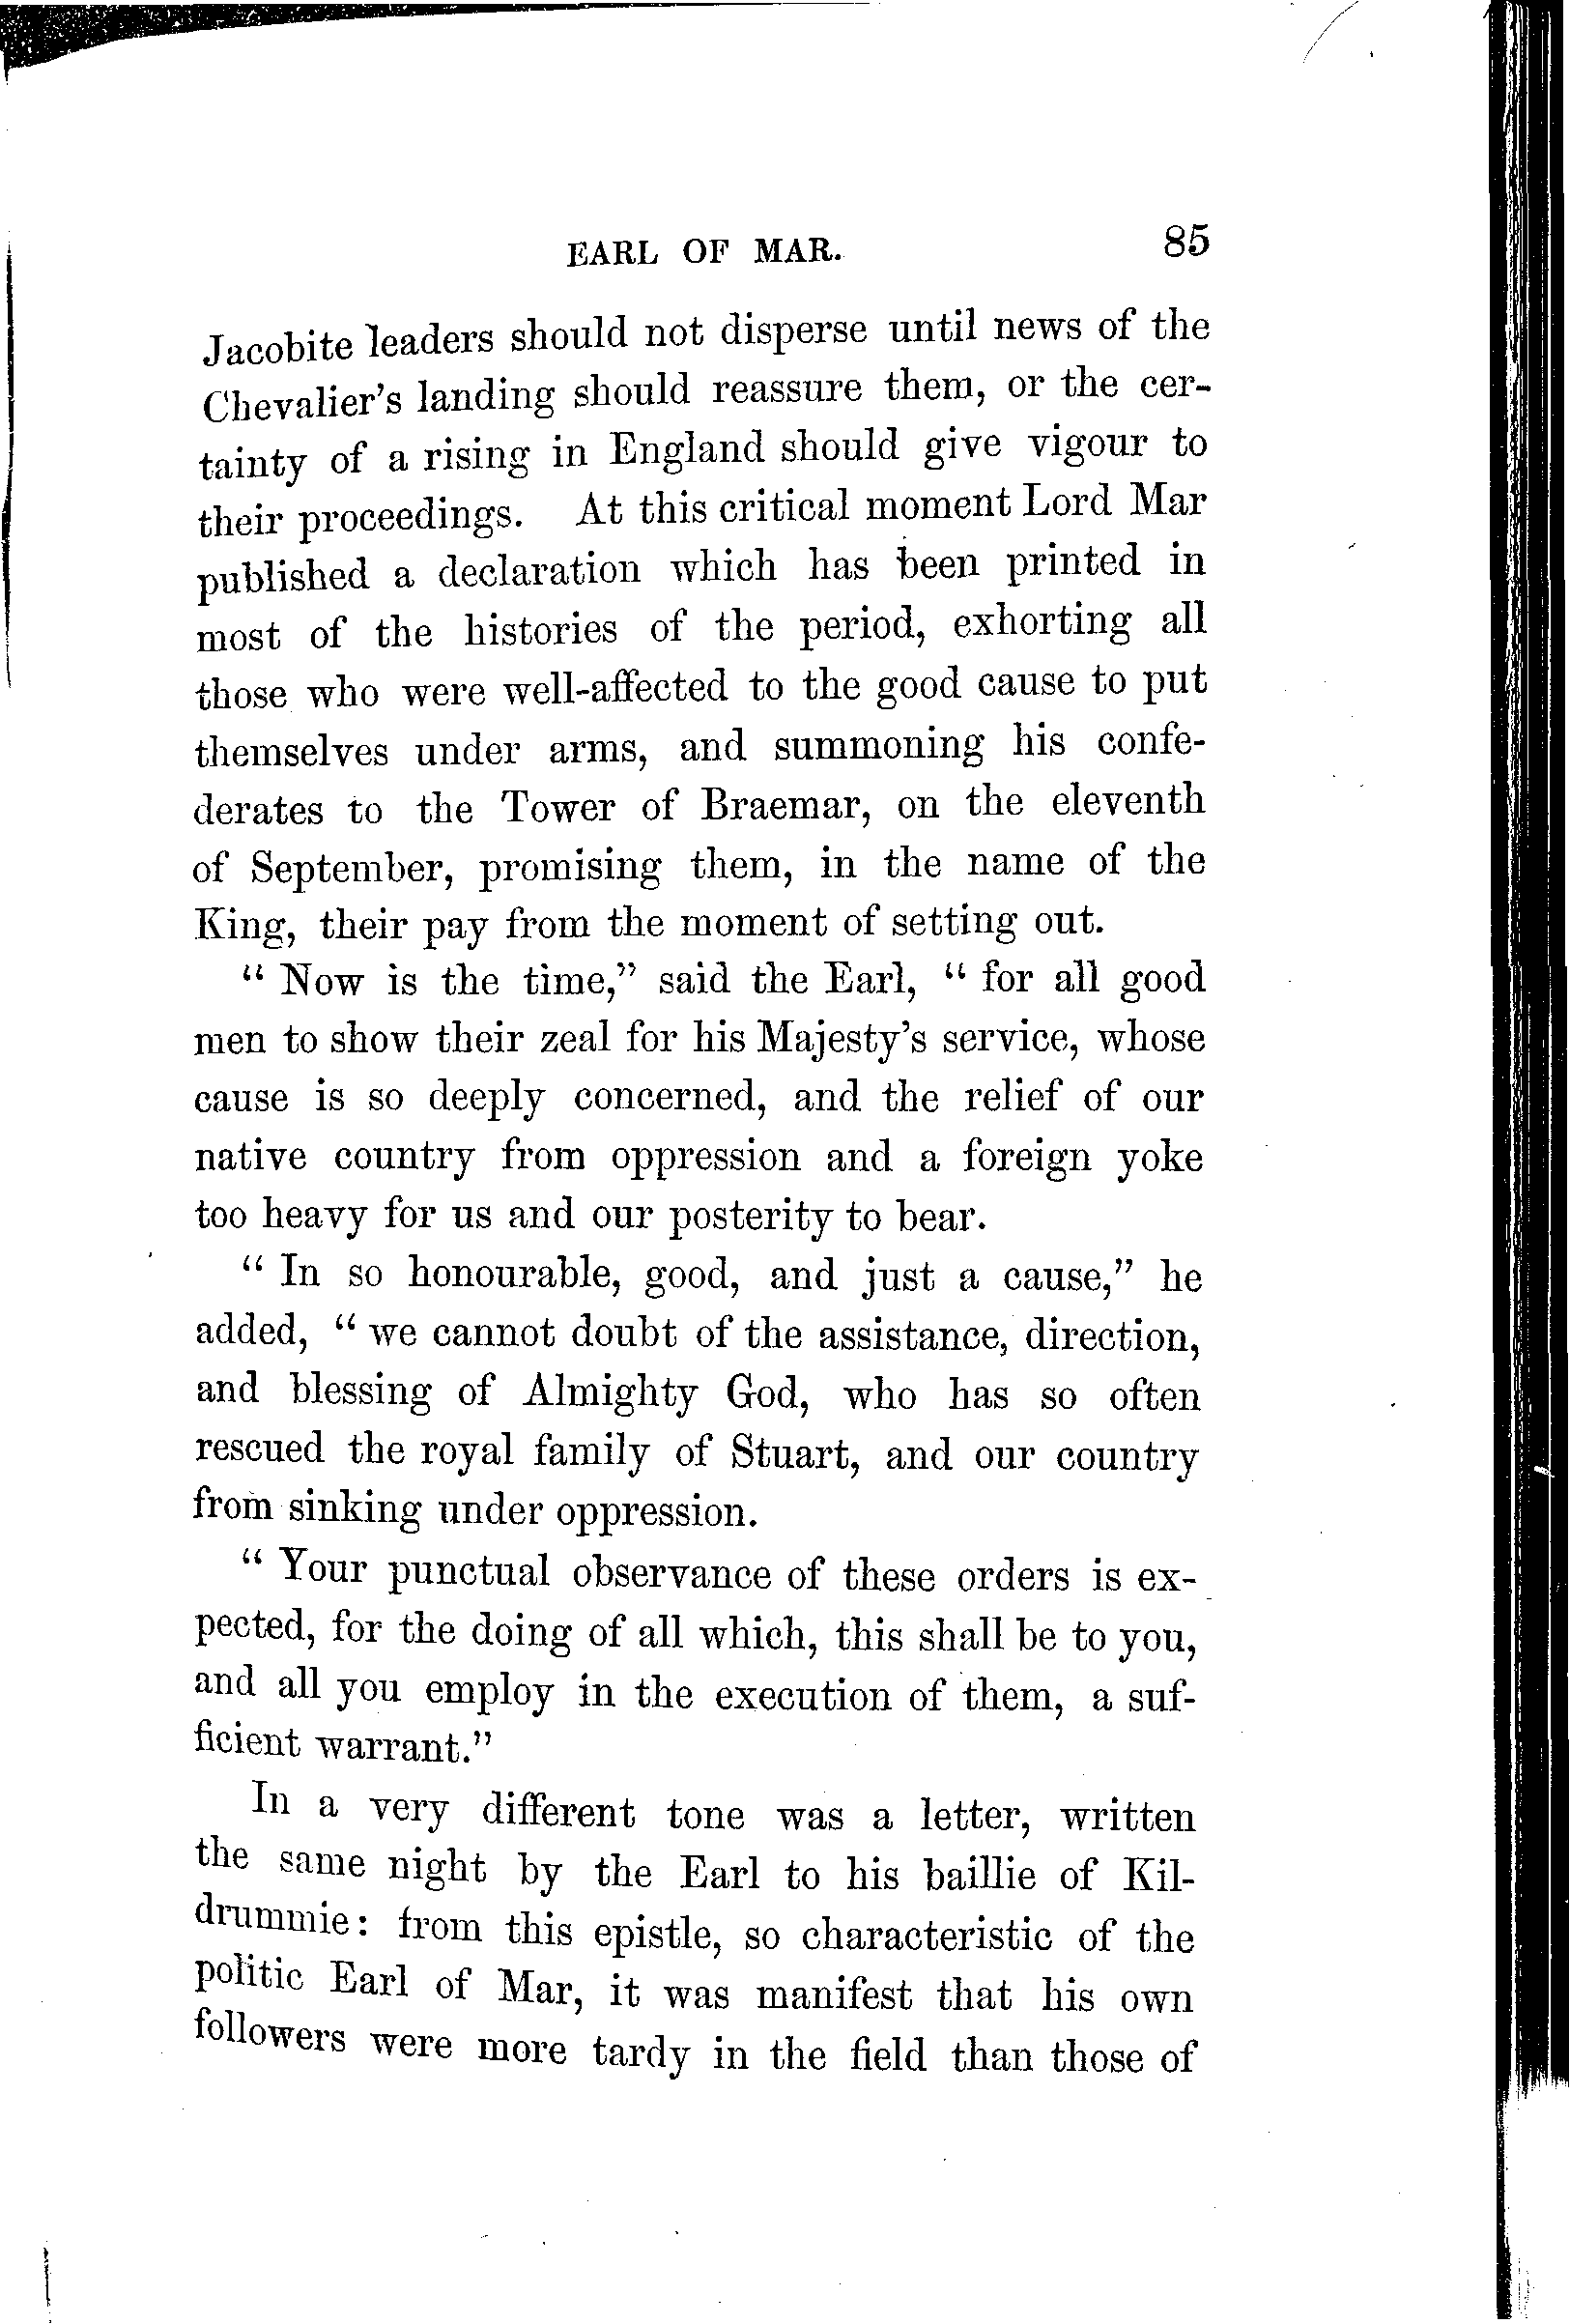 EARL OF MAR. 85
Jacobite leaders should not disperse until news of the
Chevalier's landing should reassure them, or the cer-
tainty of a rising in England should give vigour to
their proceedings. At this critical moment Lord Mar
published a declaration which has been printed in
most of the histories of the period, exhorting all
those who were well-affected to the good cause to put
themselves under arms, and summoning his confe-
derates to the Tower of Braemar, on the eleventh
of September, promising them, in the name of the
King, their pay from the moment of setting out.
“ Now is the time,” said the Earl, “ for all good
men to show their zeal for his Majesty's service, whose
cause is so deeply concerned, and the relief of our
native country from oppression and a foreign yoke
too heavy for us and our posterity to bear.
“ In so honourable, good, and just a cause,” he
added, “ we cannot doubt of the assistance, direction,
and blessing of Almighty God, who has so often
rescued the royal family of Stuart, and our country
from sinking under oppression.
“ Your punctual observance of these orders is ex-
pected, for the doing of all which, this shall be to you,
and all you employ in the execution of them, a suf-
ficient warrant.”
In a very different tone was a letter, written
the same night by the Earl to his baillie of Kil-
drummie: from this epistle, so characteristic of the
politic Earl of Mar, it was manifest that his own
followers were more tardy in the field than those of